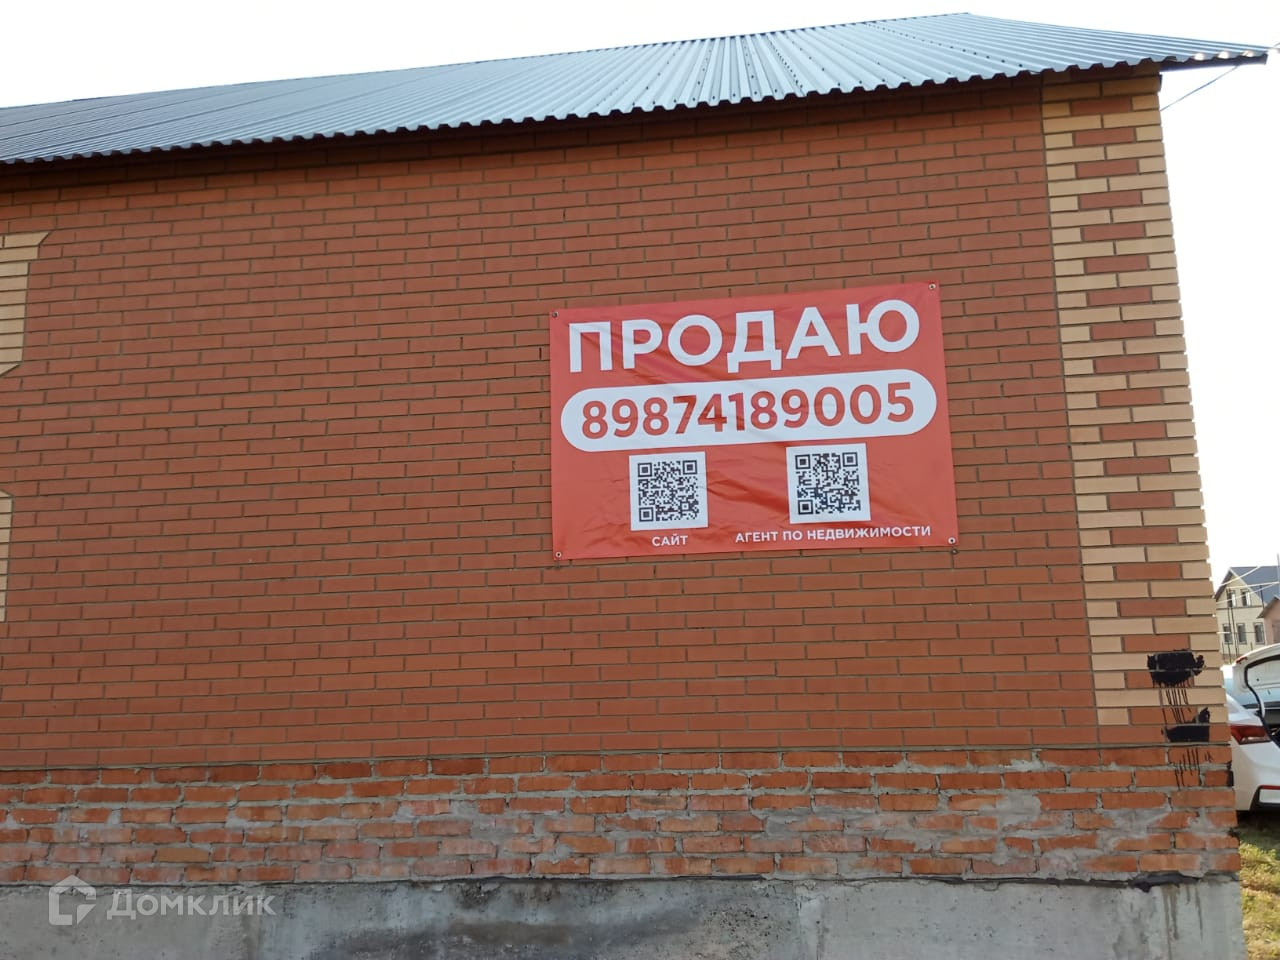 ПРОДАЮ
89874189005
САЙТ
АГЕНТ ПО НЕДВИЖИМОСТИ
Домклик